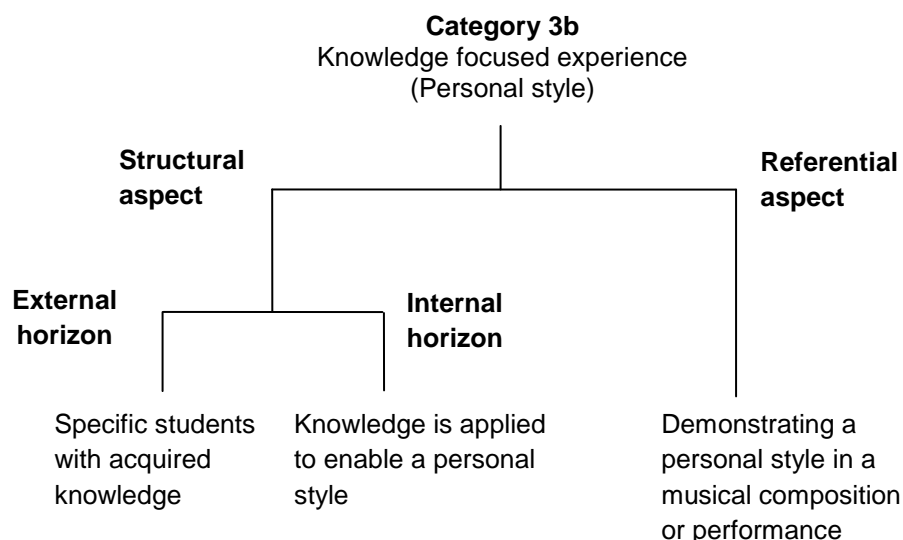 Category 3b
Knowledge focused experience
(Personal style)
Structural
aspect
Referential
aspect
External
horizon
Internal
horizon
Specific students
with acquired
knowledge
Knowledge is applied
to enable a personal
style
Demonstrating a
personal style in a
musical composition
or performance